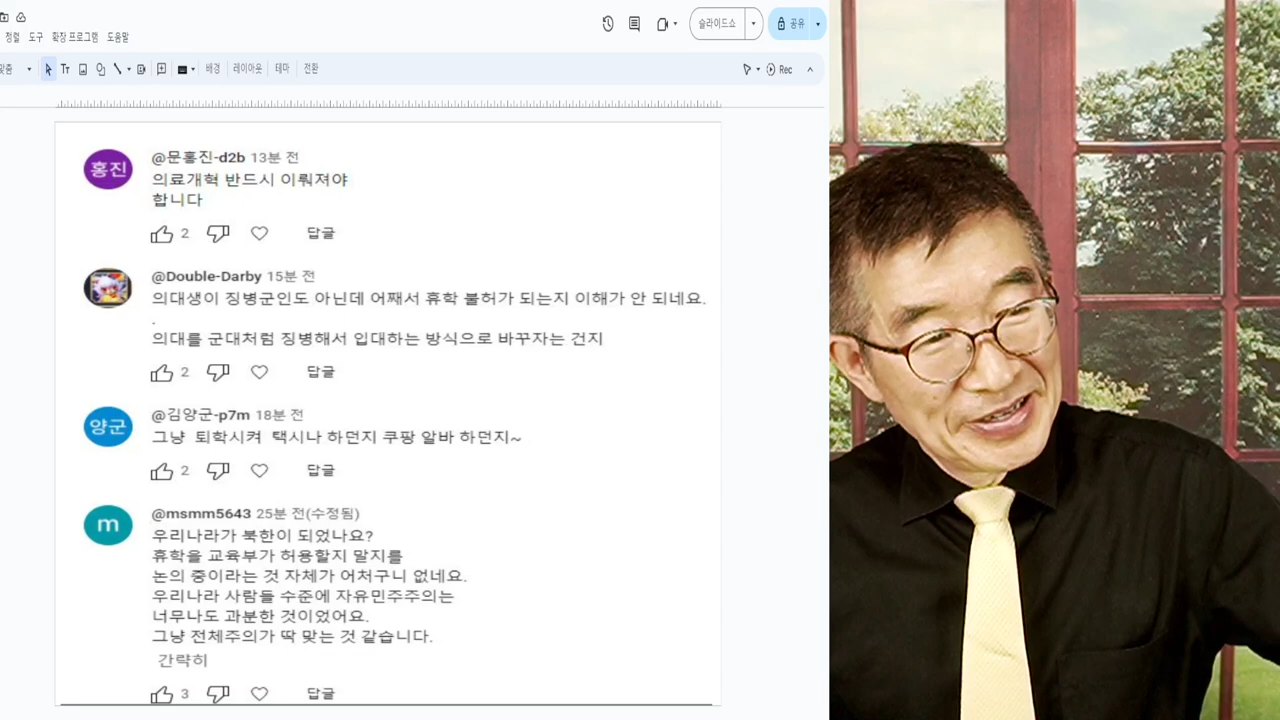 정렬 도구 확장 프로그램 도움말
슬라이드쇼
공유
맞춤
Tr
배경 레이아웃 테마 전환
Rec
홍진
@문홍진-d2b 13분 전
의료개혁 반드시 이뤄져야
합니다
2 답글
@Double-Darby 15분 전
의대생이 징병군인도 아닌데 어째서 휴학 불허가 되는지 이해가 안 되네요.
.
의대를 군대처럼 징병해서 입대하는 방식으로 바꾸자는 건지
2 답글
양군
@김양군-p7m 18분 전
그냥 퇴학시켜 택시나 하던지 쿠팡 알바 하던지~
2 답글
m
@msmm5643 25분 전(수정됨)
우리나라가 북한이 되었나요?
휴학을 교육부가 허용할지 말지를
논의 중이라는 것 자체가 어처구니 없네요.
우리나라 사람들 수준에 자유민주주의는
너무나도 과분한 것이었어요.
그냥 전체주의가 딱 맞는 것 같습니다.
간략히
3 답글